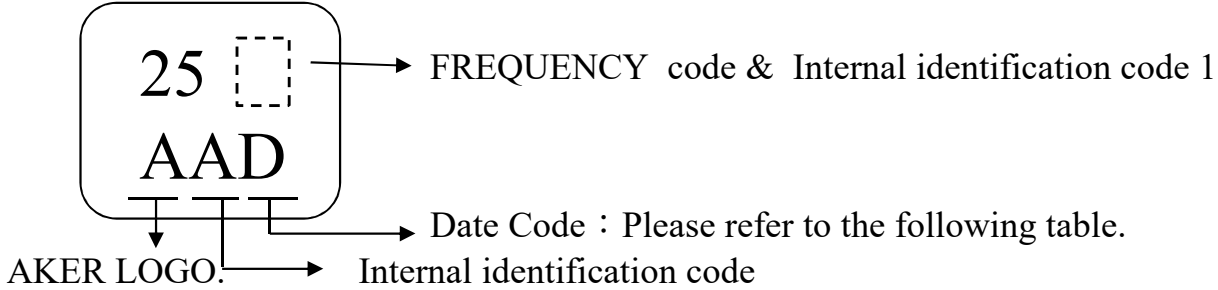 25 FREQUENCY code & Internal identification code 1
AAD
Date Code：Please refer to the following table.
AKER LOGO. Internal identification code